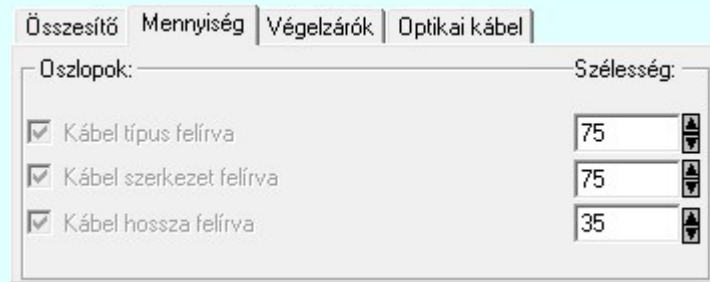 Összesítő Mennyiség Végelzárók Optikai kábel
Oszlopok: Szélesség:
Kábel típus felírva 75
Kábel szerkezet felírva 75
Kábel hossza felírva 35